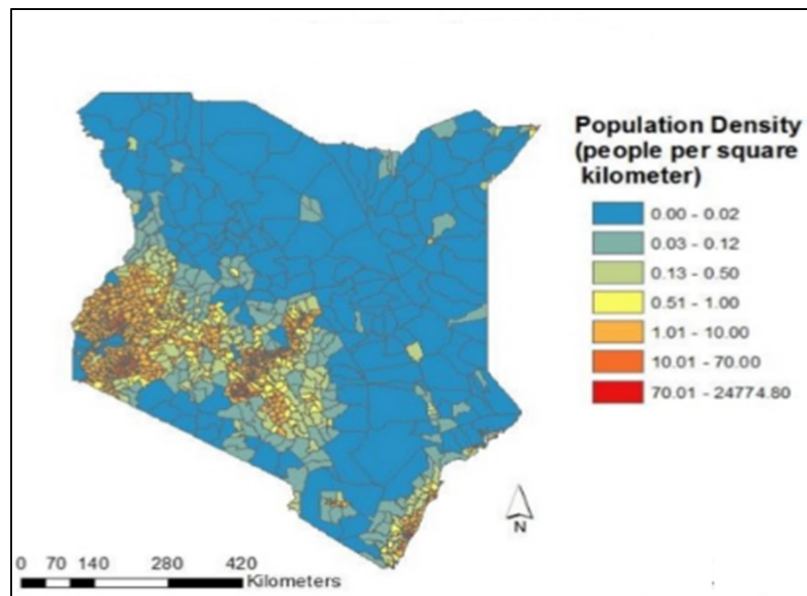 Population Density
(people per square
kilometer)
0.00 - 0.02
0.03 - 0.12
0.13 - 0.50
0.51 - 1.00
1.01 - 10.00
10.01 - 70.00
70.01 - 24774.80
N
0 70 140 280 420
Kilometers